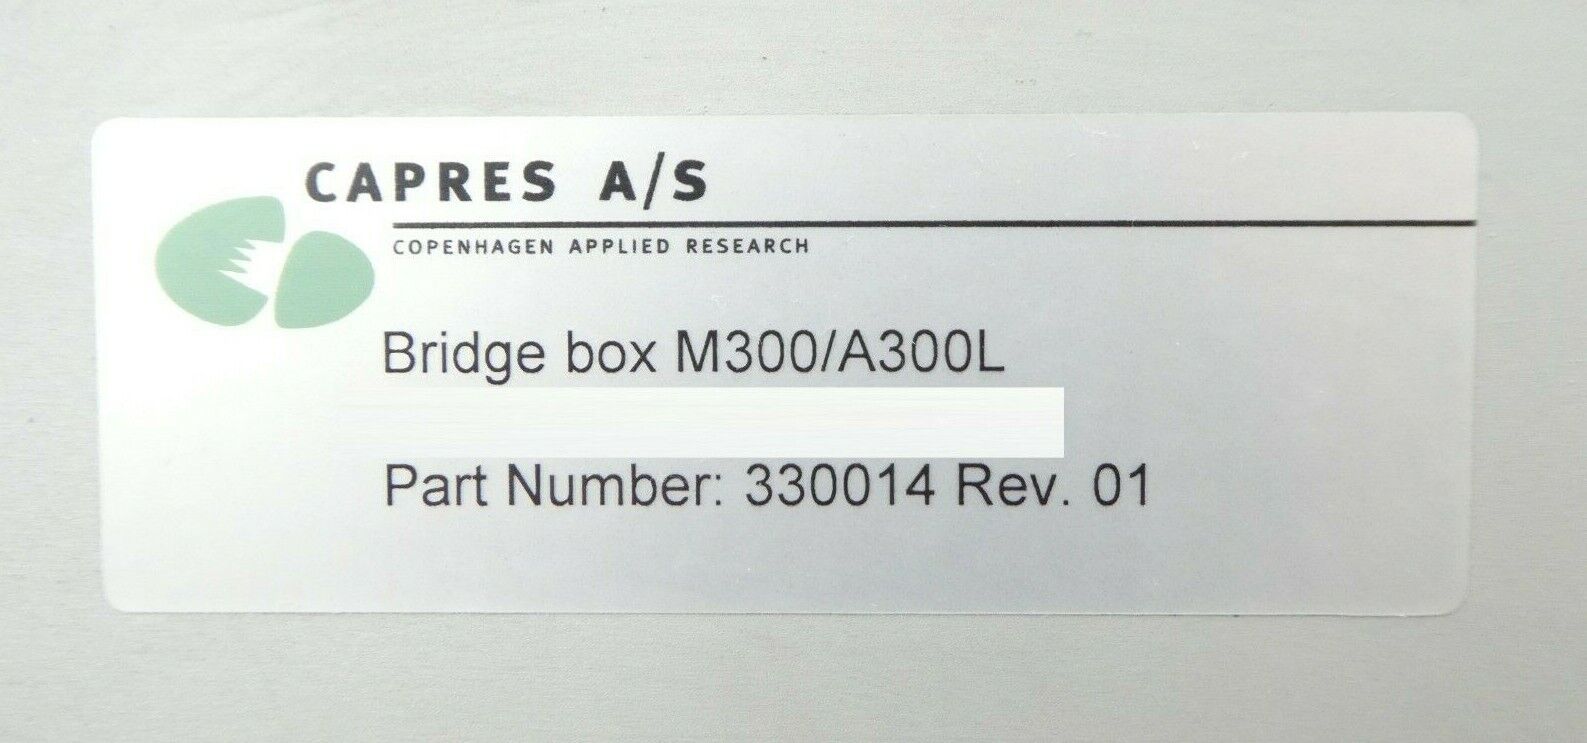 CAPRES A/S
COPENHAGEN APPLIED RESEARCH
Bridge box M300/A300L
Part Number: 330014 Rev. 01